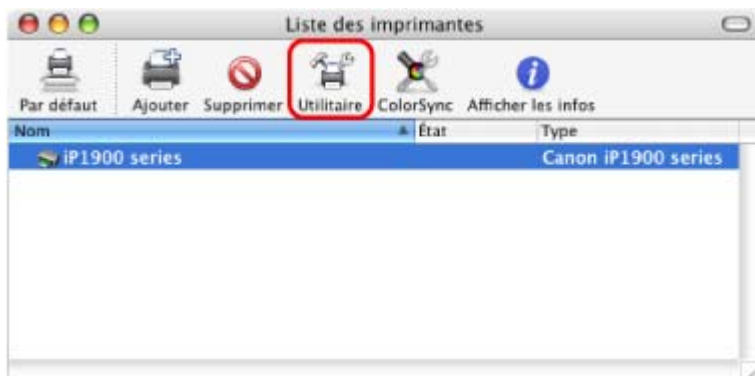 Liste des imprimantes
Par défaut Ajouter Supprimer Utilitaire ColorSync Afficher les infos
Nom État Type
iP1900 series Canon iP1900 series